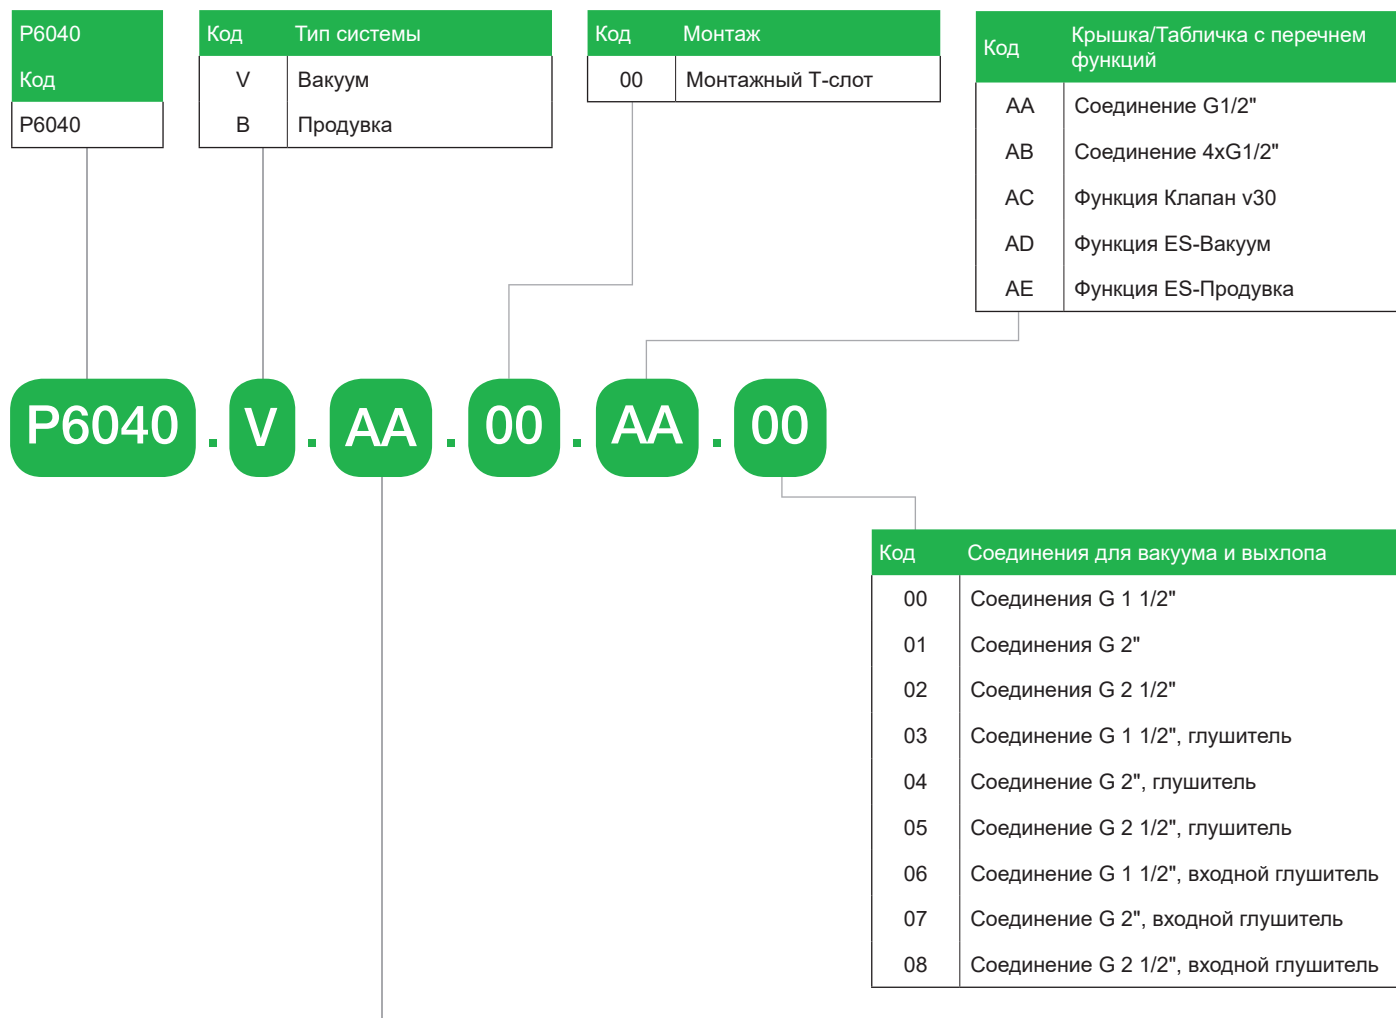 P6040
Код
P6040
Код Тип системы
V Вакуум
B Продувка
Код Монтаж
00 Монтажный Т-слот
Код Крышка/Табличка с перечнем
функций
AA Соединение G1/2"
AB Соединение 4xG1/2"
AC Функция Клапан v30
AD Функция ES-Вакуум
AE Функция ES-Продувка
P6040 . V . AA . 00 . AA . 00
Код Соединения для вакуума и выхлопа
00 Соединения G 1 1/2"
01 Соединения G 2"
02 Соединения G 2 1/2"
03 Соединение G 1 1/2", глушитель
04 Соединение G 2", глушитель
05 Соединение G 2 1/2", глушитель
06 Соединение G 1 1/2", входной глушитель
07 Соединение G 2", входной глушитель
08 Соединение G 2 1/2", входной глушитель